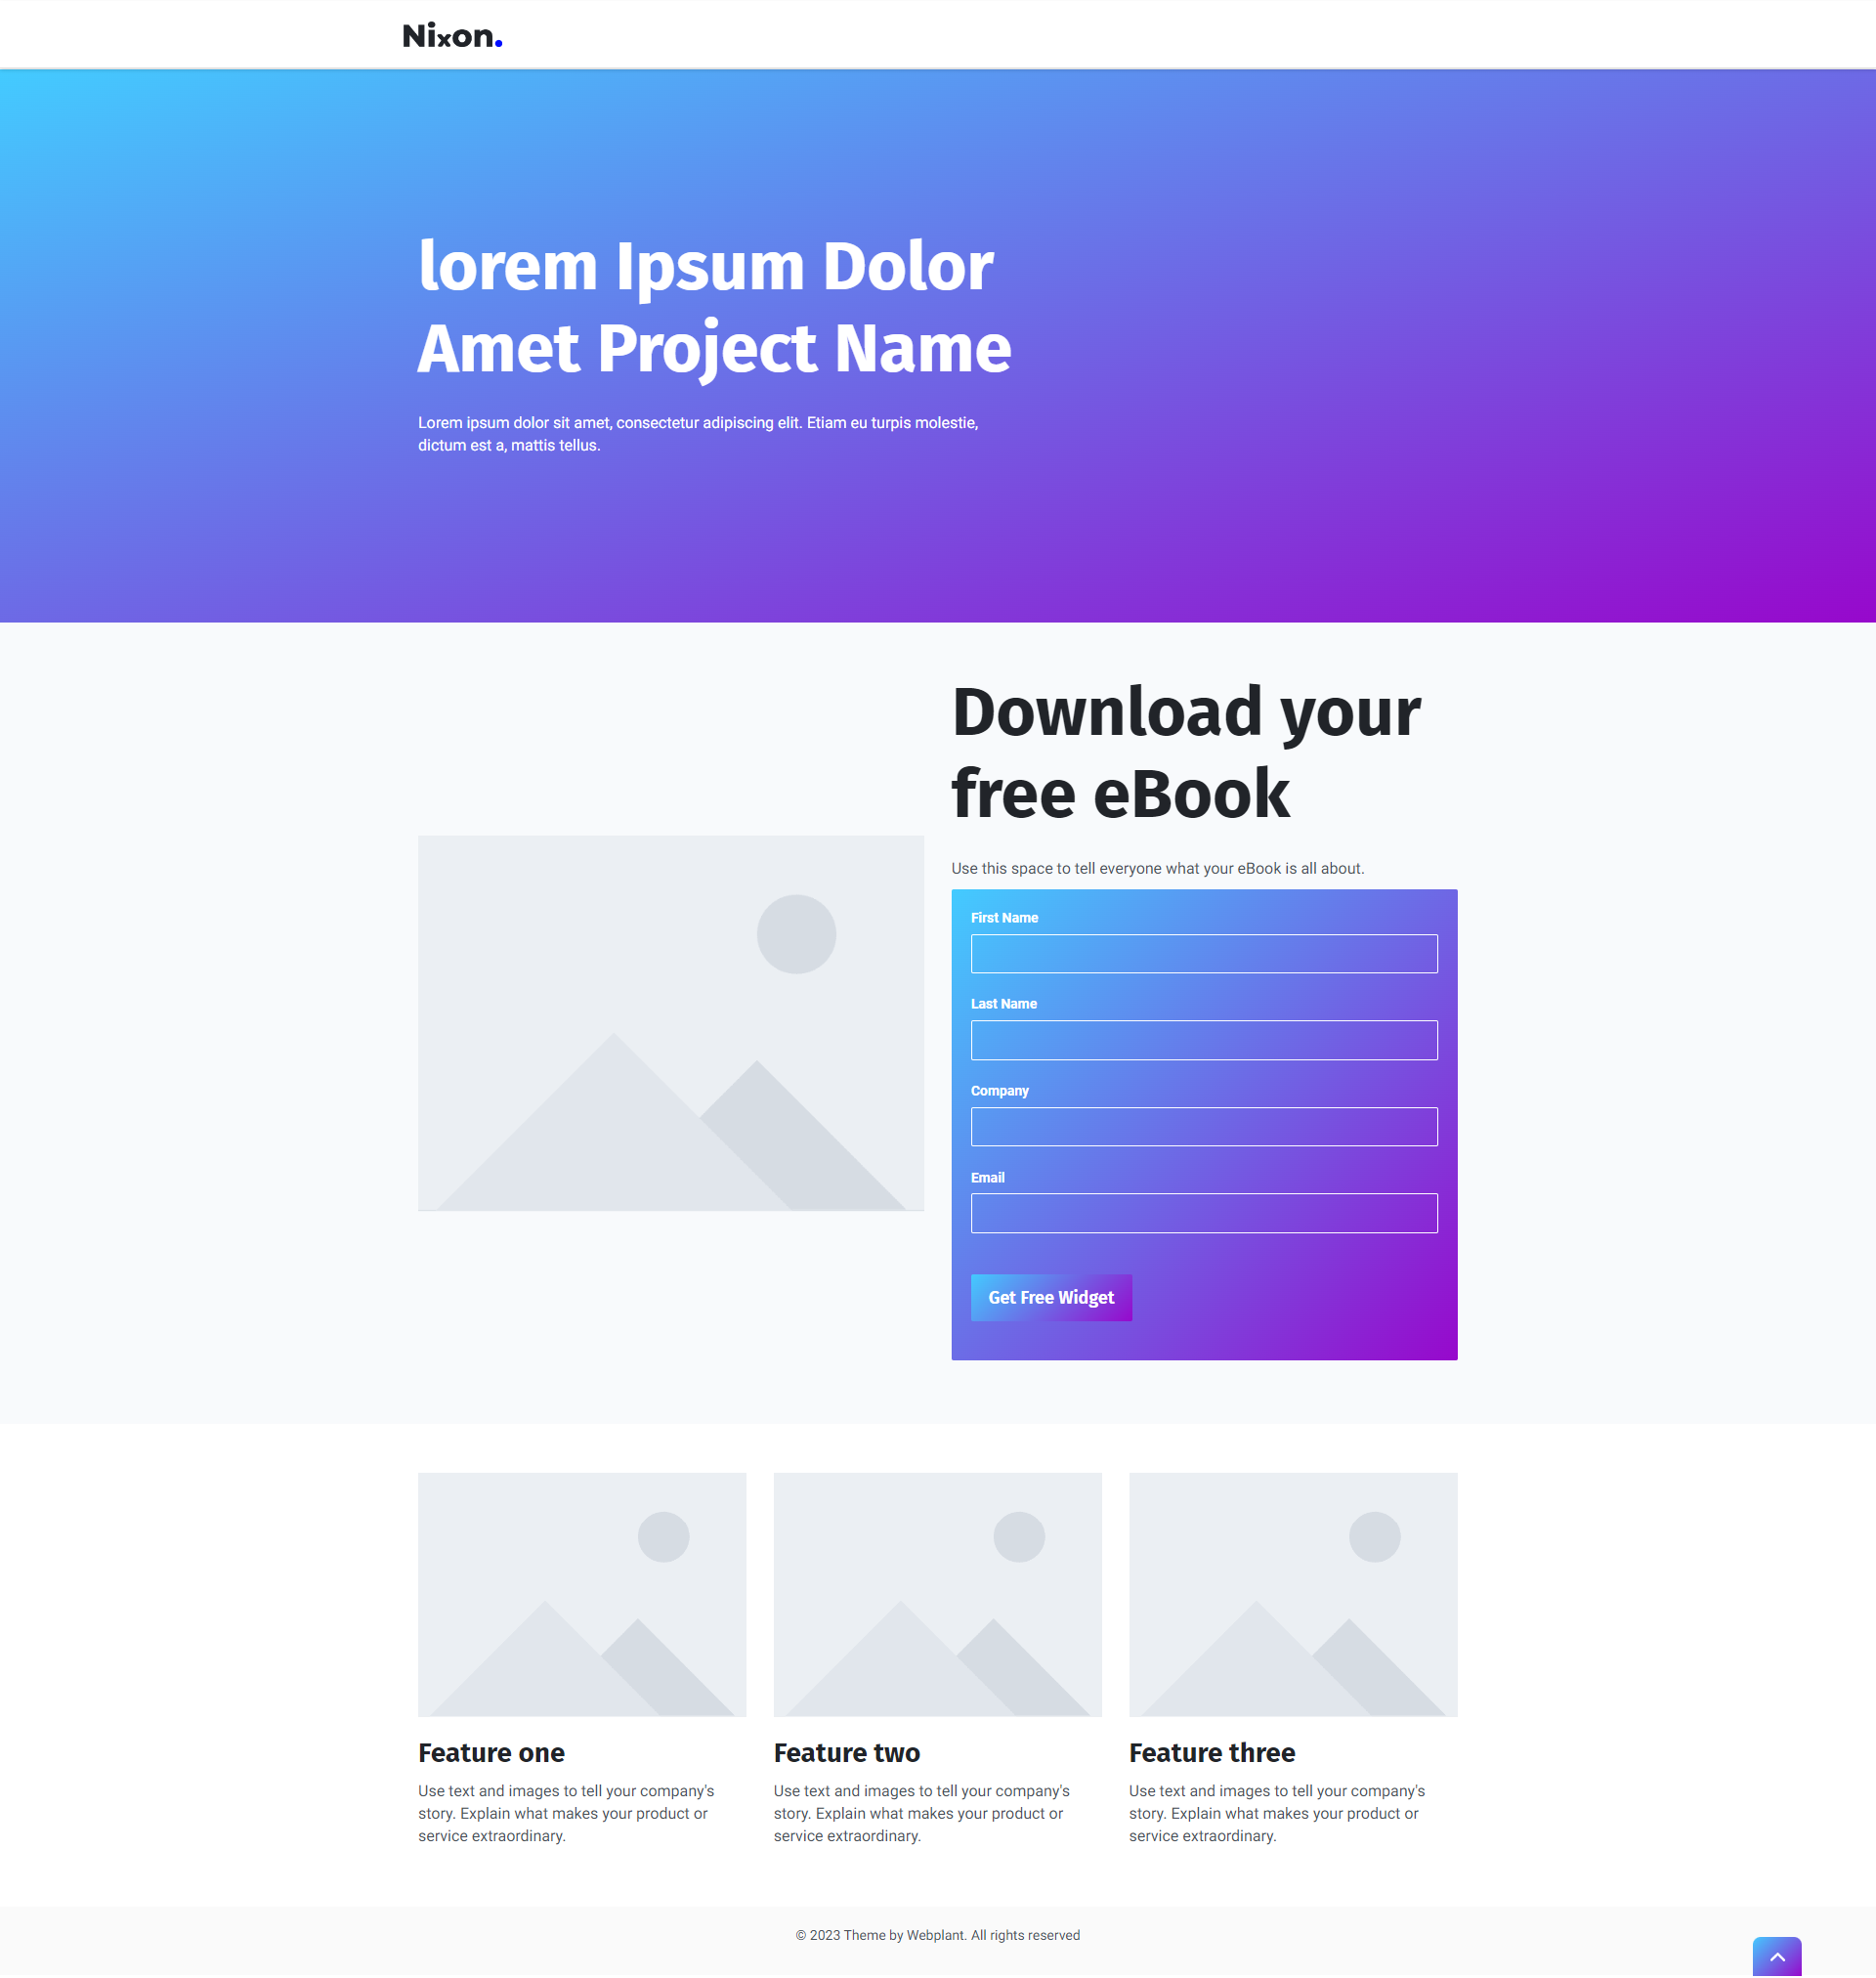 Nixon.
lorem Ipsum Dolor
Amet Project Name
Lorem ipsum dolor sit amet, consectetur adipiscing elit. Etiam eu turpis molestie,
dictum est a, mattis tellus.
Download your
free eBook
Use this space to tell everyone what your eBook is all about.
First Name
Last Name
Company
Email
Get Free Widget
Feature one
Use text and images to tell your company's
story. Explain what makes your product or
service extraordinary.
Feature two
Use text and images to tell your company's
story. Explain what makes your product or
service extraordinary.
Feature three
Use text and images to tell your company's
story. Explain what makes your product or
service extraordinary.
© 2023 Theme by Webplant. All rights reserved